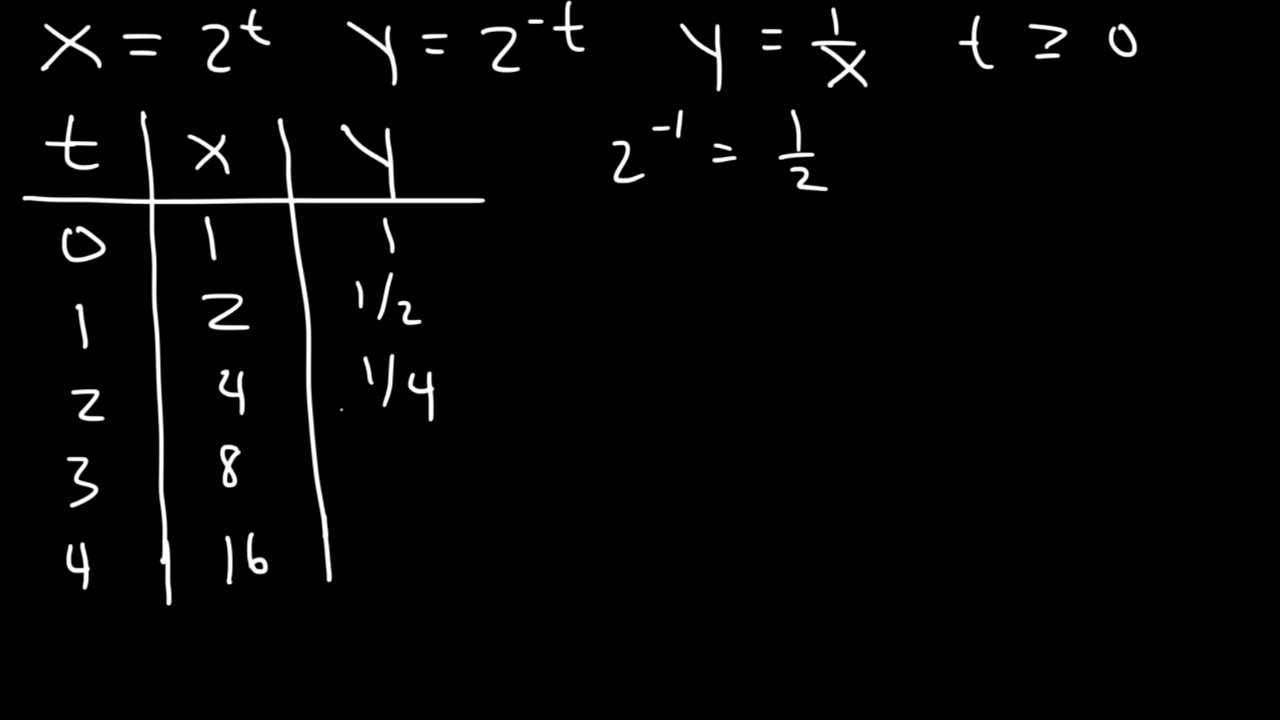 x = 2^t y = 2^-t y = 1/x t ≥ 0
t x y 2^-1 = 1/2
0 1 1
1 2 1/2
2 4 1/4
3 8
4 16